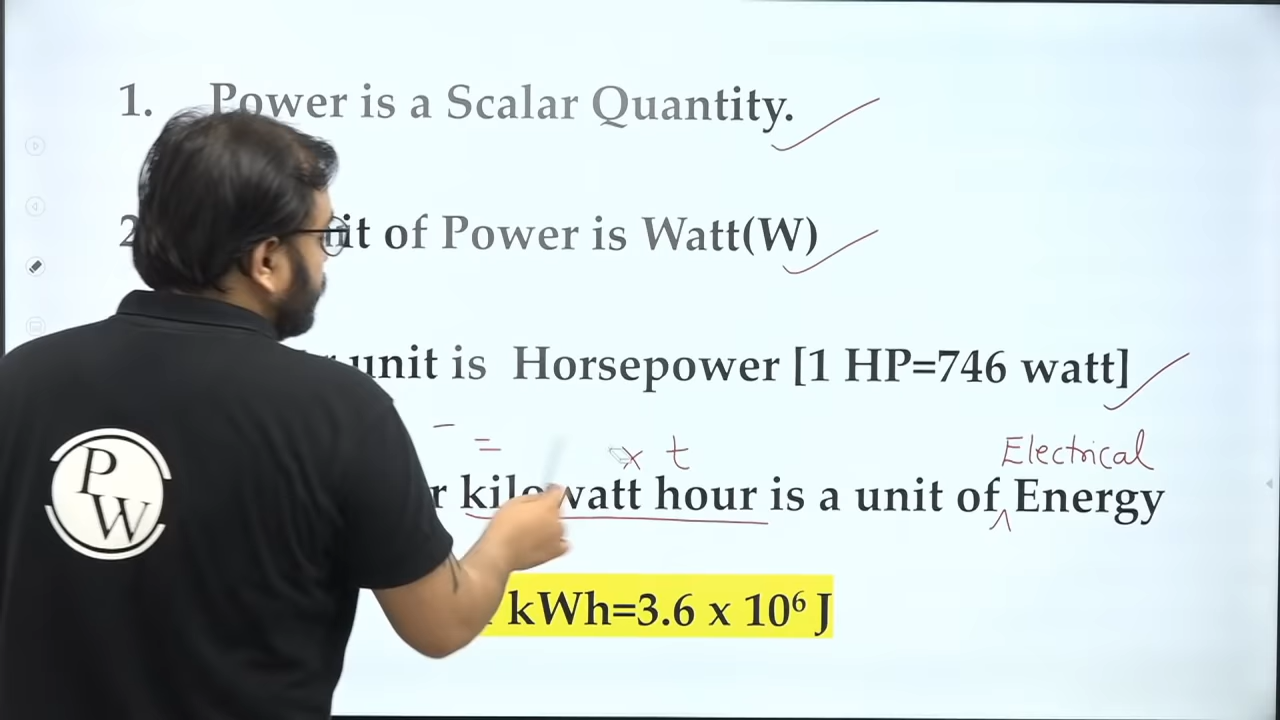 1. Power is a Scalar Quantity.
2 it of Power is Watt(W)
unit is Horsepower [1 HP=746 watt]
= x t Electrical
kilowatt hour is a unit of Energy
kWh=3.6 x 10⁶ J
P
W